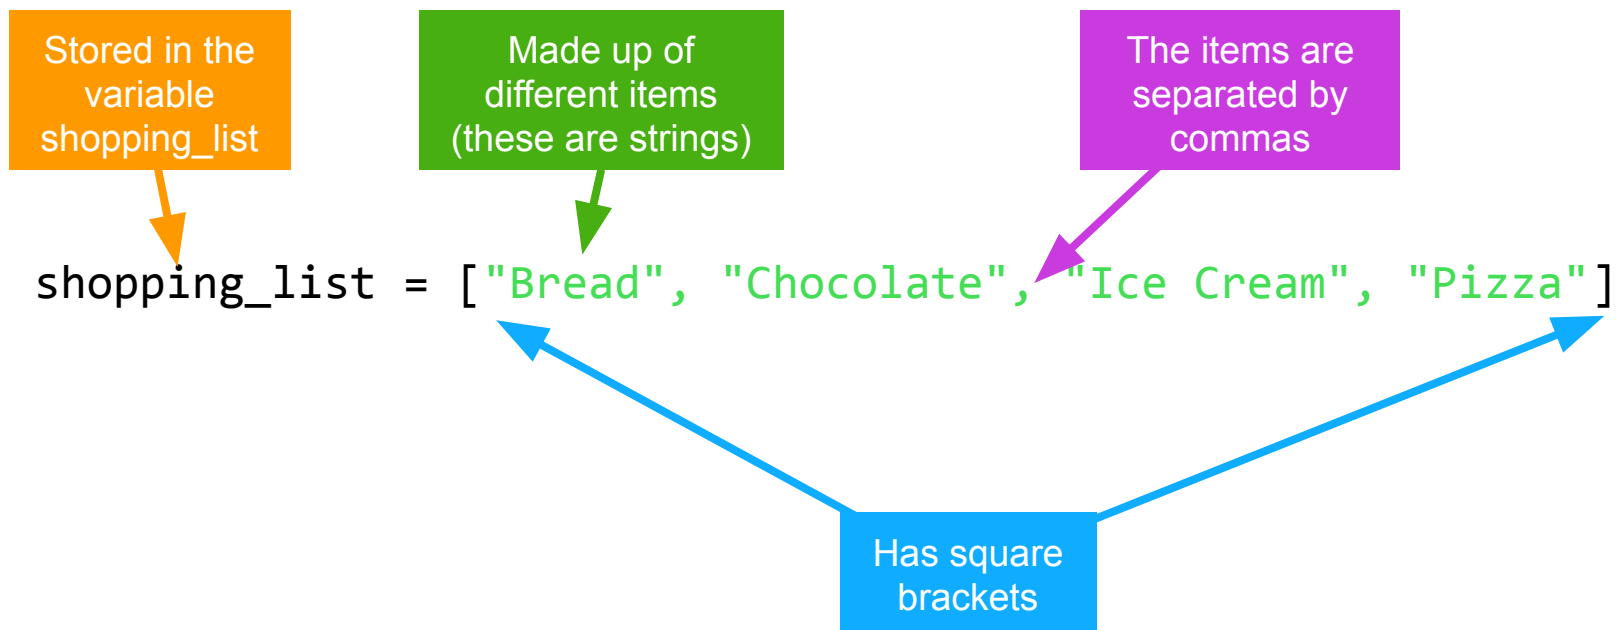 Stored in the
variable
shopping_list
Made up of
different items
(these are strings)
The items are
separated by
commas
shopping_list = ["Bread", "Chocolate", "Ice Cream", "Pizza"]
Has square
brackets